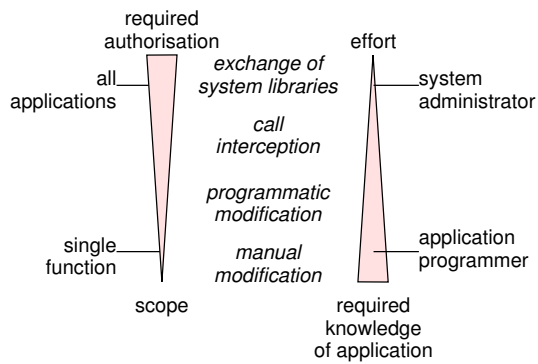 required
authorisation
effort
all
applications
exchange of
system libraries
system
administrator
call
interception
programmatic
modification
single
function
manual
modification
application
programmer
scope
required
knowledge
of application